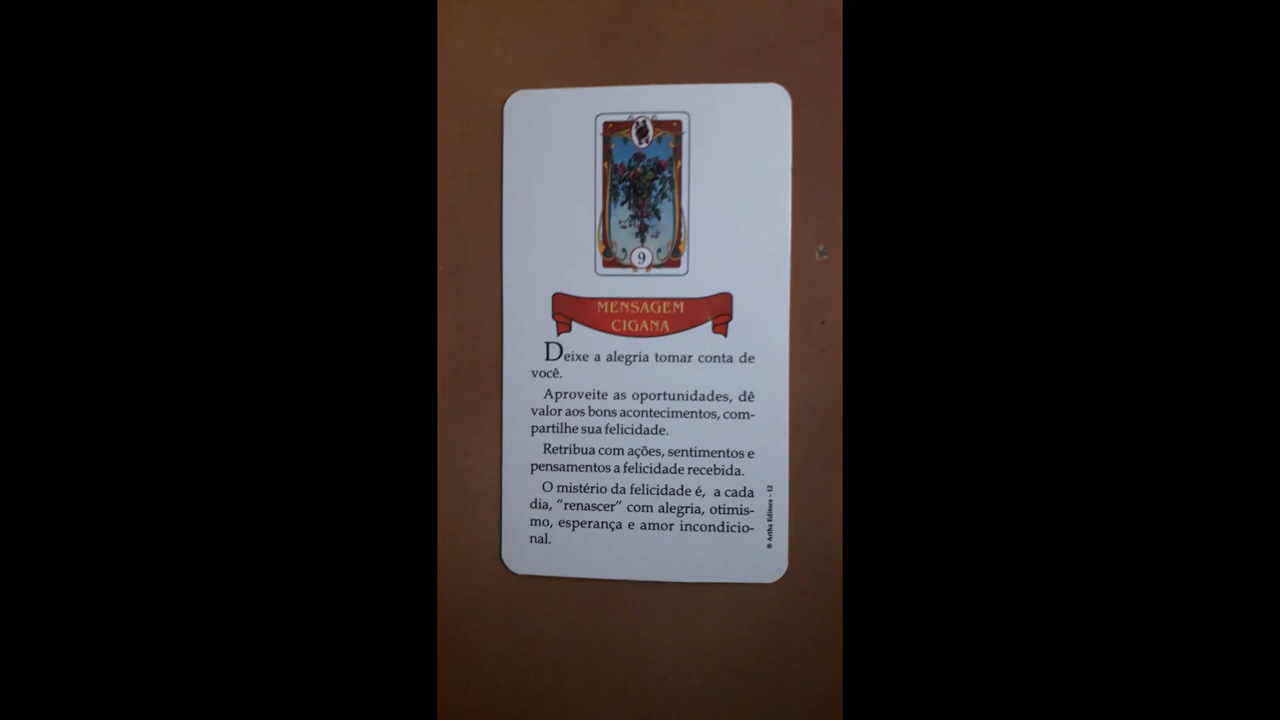 9
MENSAGEM
CIGANA
Deixe a alegria tomar conta de
você.
Aproveite as oportunidades, dê
valor aos bons acontecimentos, com-
partilhe sua felicidade.
Retribua com ações, sentimentos e
pensamentos a felicidade recebida.
O mistério da felicidade é, a cada
dia, “renascer” com alegria, otimis-
mo, esperança e amor incondicio-
nal.
© Artha Editora - 12